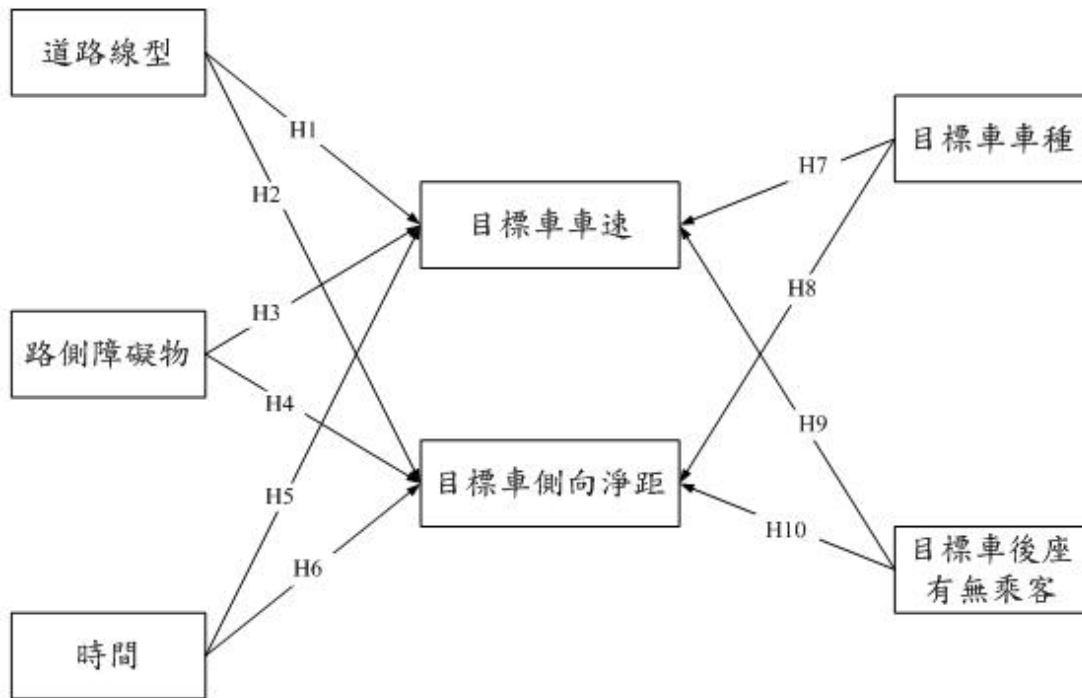 道路線型
H1
目標車車種
H7
H2
目標車車速
H8
H3
路側障礙物
H4
H9
目標車側向淨距
H5
H10
目標車後座
有無乘客
H6
時間